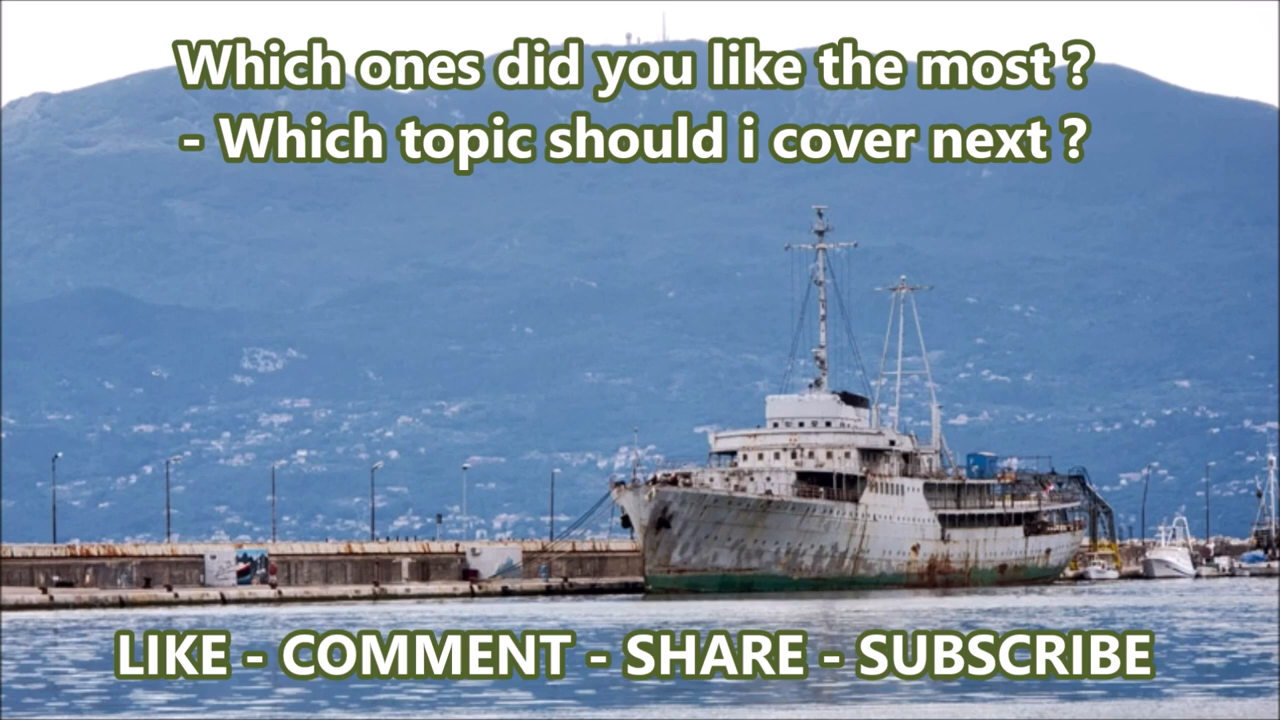 Which ones did you like the most ?
- Which topic should i cover next ?
LIKE - COMMENT - SHARE - SUBSCRIBE